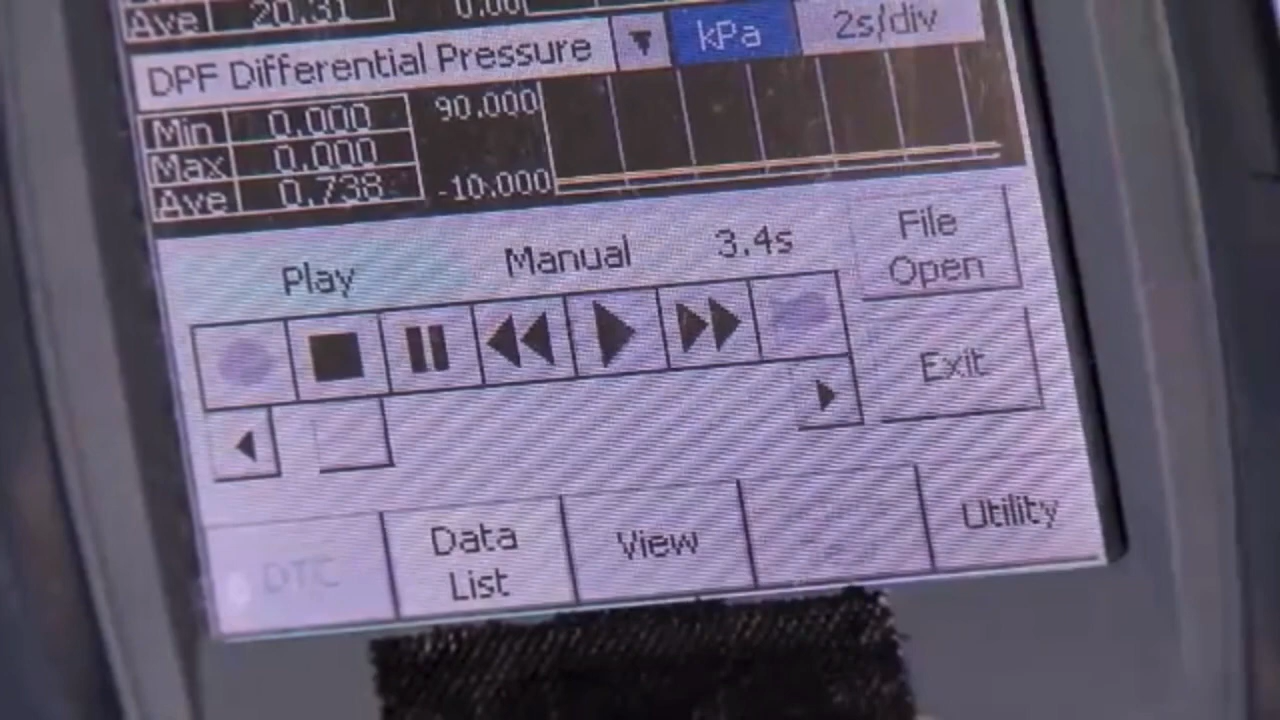 Ave 20.31 0.00
DPF Differential Pressure kPa 2s/div
Min 0.000 90.000
Max 0.000
Ave 0.738 -10.000
Play Manual 3.4s
File
Open
Exit
DTC
Data
List
View
Utility